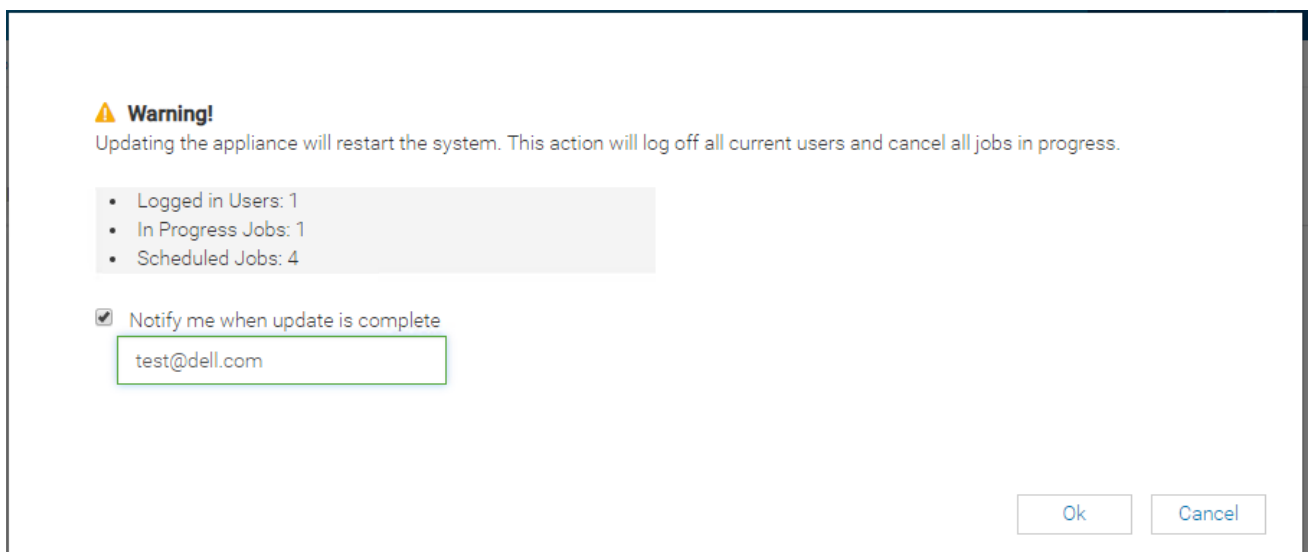 Warning!
Updating the appliance will restart the system. This action will log off all current users and cancel all jobs in progress.
• Logged in Users: 1
• In Progress Jobs: 1
• Scheduled Jobs: 4
Notify me when update is complete
test@dell.com
Ok Cancel